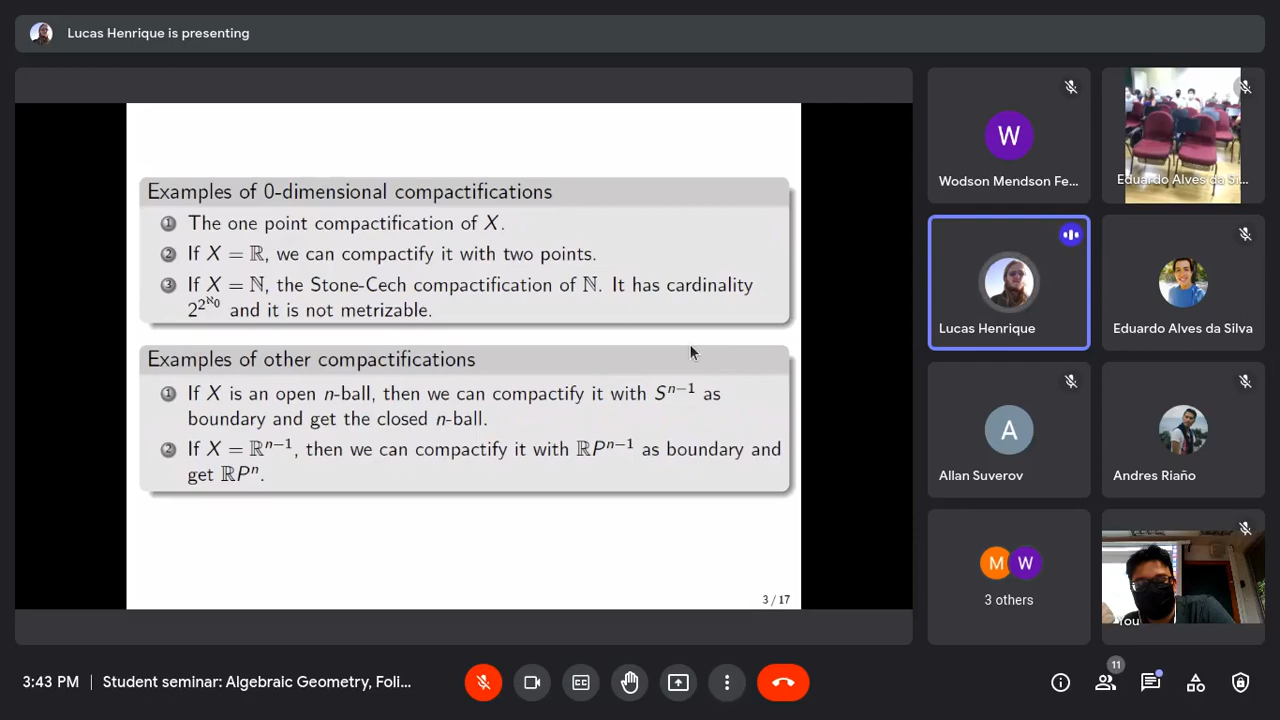 Lucas Henrique is presenting
Examples of 0-dimensional compactifications
1 The one point compactification of X.
2 If X = ℝ, we can compactify it with two points.
3 If X = ℕ, the Stone-Cech compactification of ℕ. It has cardinality
2^{2^{ℵ₀}} and it is not metrizable.
Examples of other compactifications
1 If X is an open n-ball, then we can compactify it with S^{n−1} as
boundary and get the closed n-ball.
2 If X = ℝ^{n−1}, then we can compactify it with ℝP^{n−1} as boundary and
get ℝP^n.
3 / 17
W
Wodson Mendson Fe...
Eduardo Alves da Sil...
Lucas Henrique
Eduardo Alves da Silva
A
Allan Suverov
Andres Riaño
M W
3 others
You
3:43 PM | Student seminar: Algebraic Geometry, Foli...
CC
11